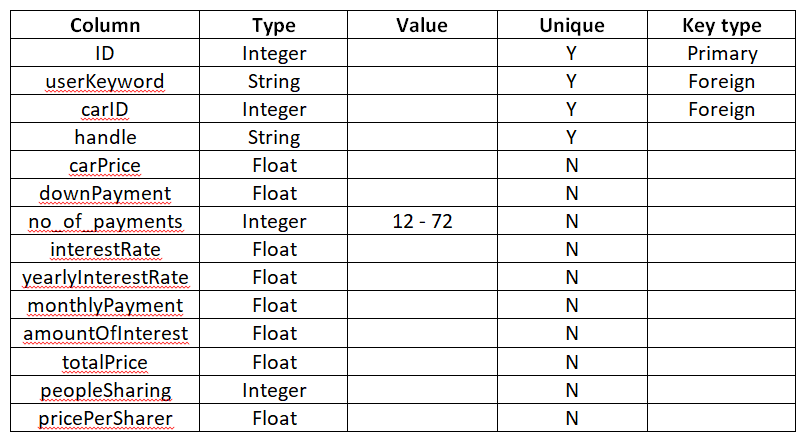 Column Type Value Unique Key type
ID Integer Y Primary
userKeyword String Y Foreign
carID Integer Y Foreign
handle String Y
carPrice Float N
downPayment Float N
no_of_payments Integer 12 - 72 N
interestRate Float N
yearlyInterestRate Float N
monthlyPayment Float N
amountOfInterest Float N
totalPrice Float N
peopleSharing Integer N
pricePerSharer Float N